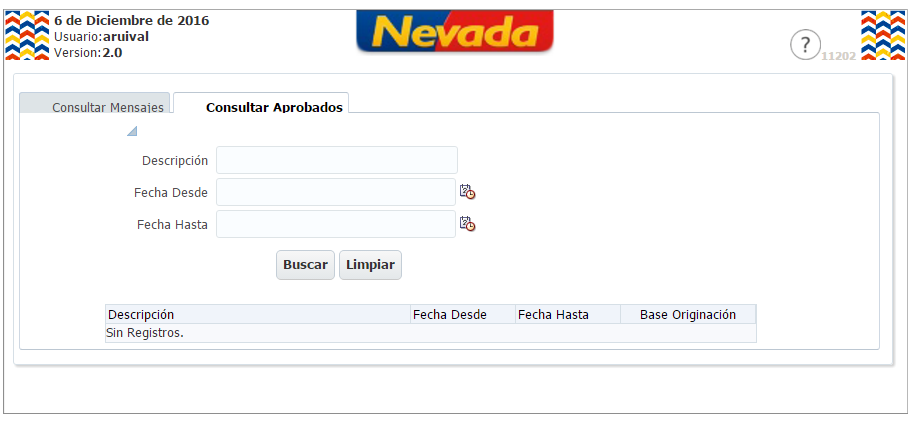 6 de Diciembre de 2016
Usuario:aruival
Version:2.0
Nevada
?
11202
Consultar Mensajes
Consultar Aprobados
Descripción
Fecha Desde
Fecha Hasta
Buscar Limpiar
Descripción Fecha Desde Fecha Hasta Base Originación
Sin Registros.